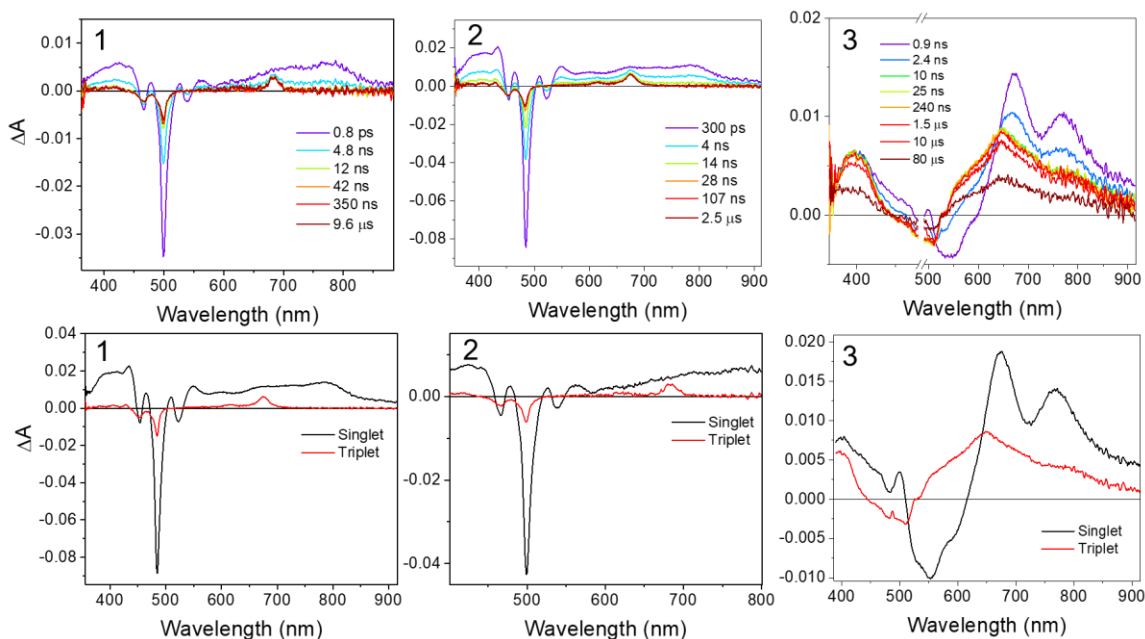 1
0.01
0.00
-0.01
-0.02
-0.03
ΔA
0.8 ps
4.8 ns
12 ns
42 ns
350 ns
9.6 μs
400 500 600 700 800
Wavelength (nm)
2
0.02
0.00
-0.02
-0.04
-0.06
-0.08
300 ps
4 ns
14 ns
28 ns
107 ns
2.5 μs
400 500 600 700 800 900
Wavelength (nm)
3
0.02
0.01
0.00
0.9 ns
2.4 ns
10 ns
25 ns
240 ns
1.5 μs
10 μs
80 μs
400 500 600 700 800 900
Wavelength (nm)
1
0.04
0.02
0.00
-0.02
-0.04
-0.06
-0.08
ΔA
Singlet
Triplet
400 500 600 700 800 900
Wavelength (nm)
2
0.00
-0.02
-0.04
Singlet
Triplet
500 600 700 800
Wavelength (nm)
3
0.020
0.015
0.010
0.005
0.000
-0.005
-0.010
Singlet
Triplet
400 500 600 700 800 900
Wavelength (nm)